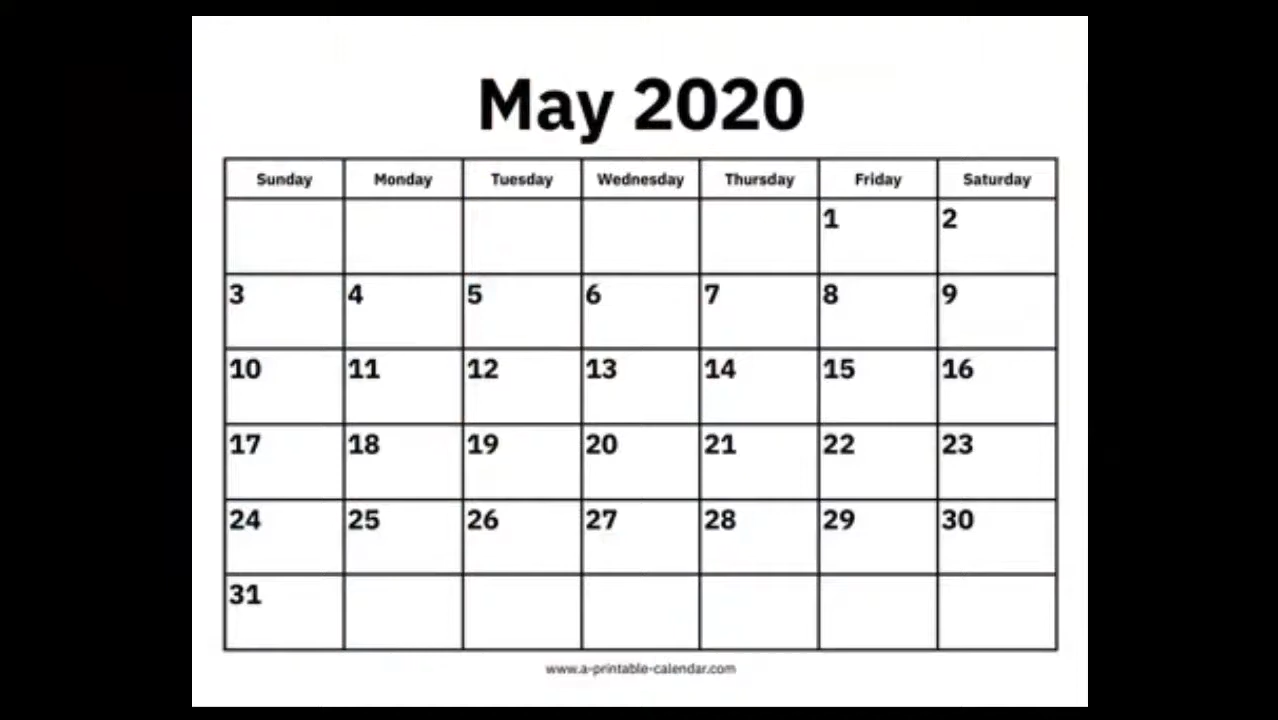 May 2020
Sunday Monday Tuesday Wednesday Thursday Friday Saturday
1 2
3 4 5 6 7 8 9
10 11 12 13 14 15 16
17 18 19 20 21 22 23
24 25 26 27 28 29 30
31
www.a-printable-calendar.com